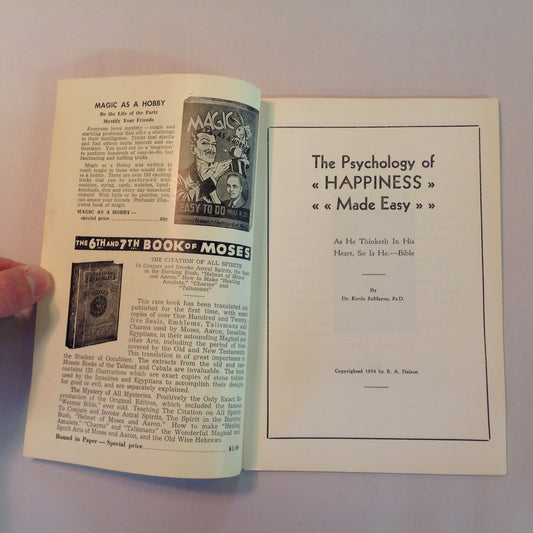 MAGIC AS A HOBBY
Be the Life of the Party
Mystify Your Friends
Everyone loves mystery—magic and
startling problems that offer a challenge
to their intelligence. Tricks that startle
and fool others incite interest and en-
thusiasm. You need not be a "magician"
to perform hundreds of easy-to-do, but
fascinating and baffling tricks.
Magic as a Hobby was written to
teach magic to those who would like it
as a hobby. There are over 100 exciting
tricks that can be performed with
matches, string, cards, watches, hand-
kerchiefs, dice and every day household
objects. With little or no practice you
can amuse your friends. Profusely illus-
trated book of magic.
MAGIC AS A HOBBY—
special price
MAGIC
EASY TO DO
THE 6TH AND 7TH BOOK OF MOSES
THE CITATION OF ALL SPIRITS
To Conjure and Invoke Astral Spirits, the Spirit in
the Burning Bush, "Helmet of Moses
and Aaron," How to Make "Healing
Amulets," "Charms" and
"Talismans"
This rare book has been translated and
published for the first time, with exact
copies of over One Hundred and Twenty-
five Seals, Emblems, Talismans and
Charms used by Moses, Aaron, Israelites,
Egyptians, in their astounding Magical and
other Arts, including the period of time
covered by the Old and New Testament.
This translation is of great importance to
the Student of Occultism. The extracts from the old and rare
Mosaic Books of the Talmud and Cabala are invaluable. The book
contains 125 illustrations which are exact copies of stone tables
used by the Israelites and Egyptians to accomplish their designs
for good or evil, and are separately explained.
The Mystery of All Mysteries. Positively the Only Exact Re-
production of the Original Edition, which included the famous
"Weimar Bible," ever sold. Teaching The Citation on All Spirits,
To Conjure and Invoke Astral Spirits, The Spirit in the Burning
Bush, "Helmet of Moses and Aaron." How to make "Healing
Amulets," "Charms" and "Talismans" the Wonderful Magical and
Spirit Arts of Moses and Aaron, and the Old Wise Hebrews.
Bound in Paper—Special price
The Psychology of
« HAPPINESS »
« « Made Easy » »
As He Thinketh In His
Heart, So Is He.—Bible
By
Dr. Korda RaMayne, Ps.D.
Copyrighted 1934 by R. A. Nelson